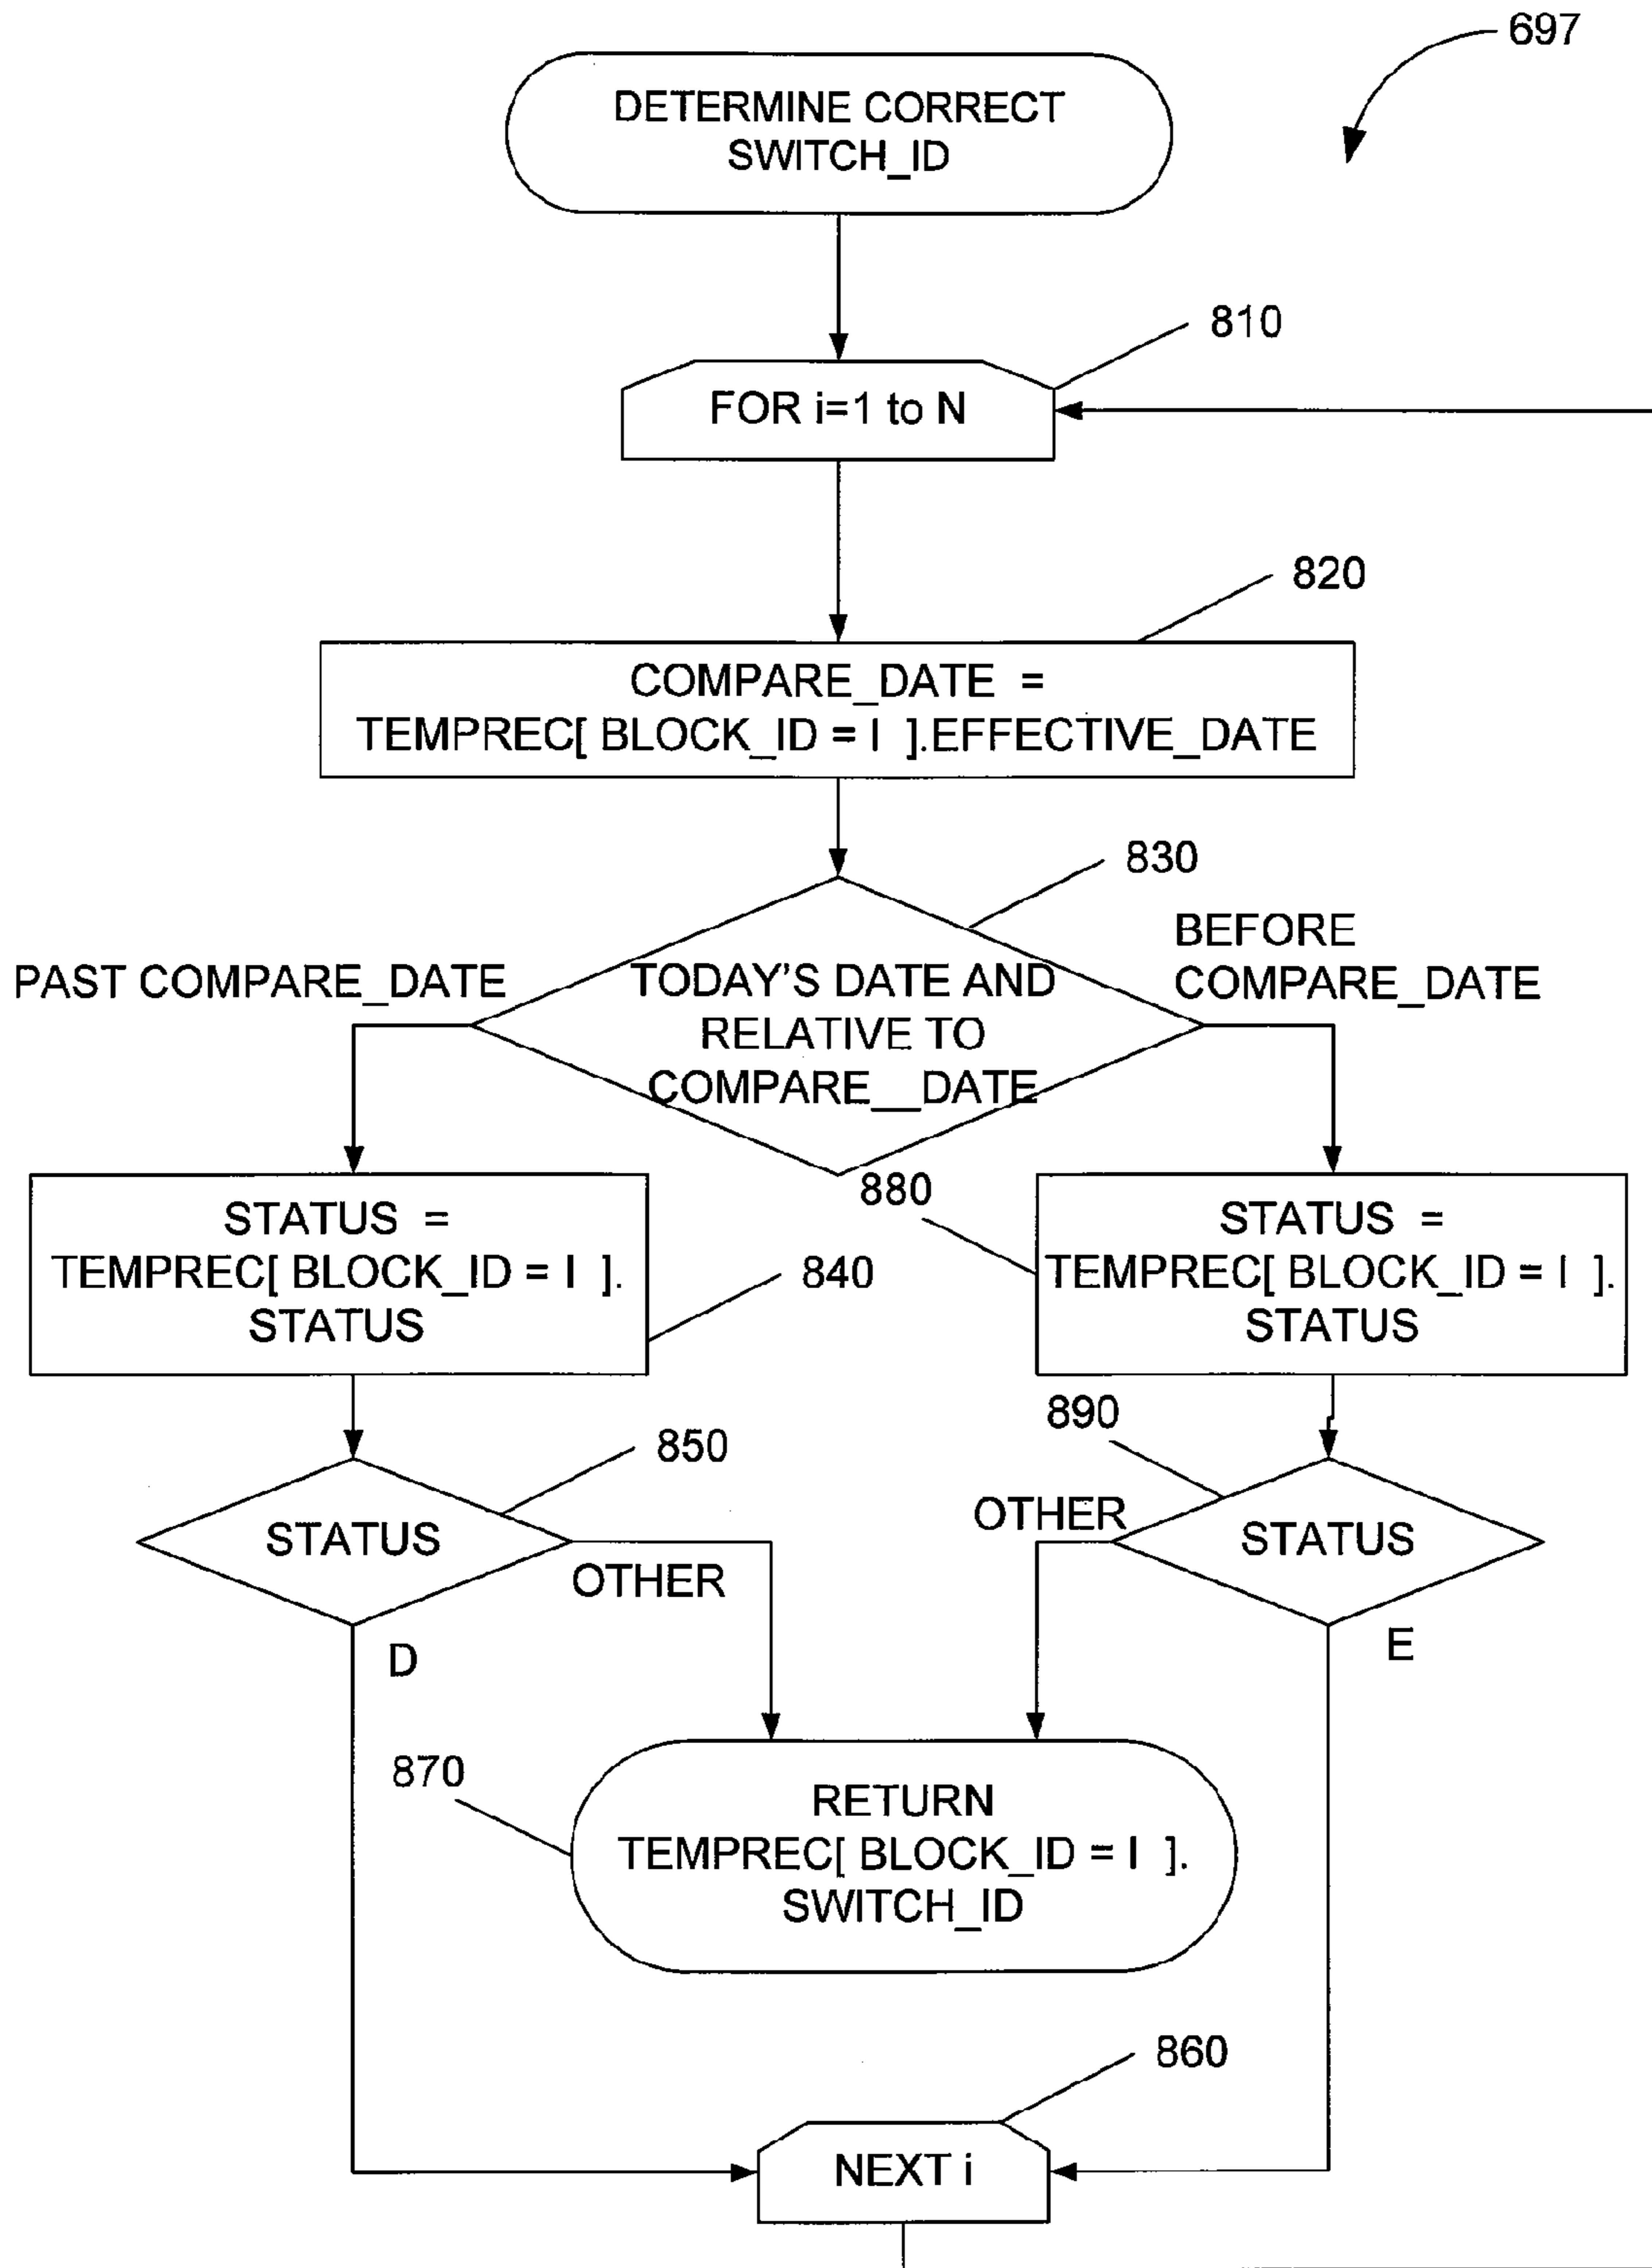 697
DETERMINE CORRECT
SWITCH_ID
810
FOR i=1 to N
820
COMPARE_DATE =
TEMPREC[ BLOCK_ID = I ].EFFECTIVE_DATE
830
BEFORE
COMPARE_DATE
PAST COMPARE_DATE
TODAY'S DATE AND
RELATIVE TO
COMPARE__DATE
880
STATUS =
TEMPREC[ BLOCK_ID = I ].
STATUS
840
STATUS =
TEMPREC[ BLOCK_ID = I ].
STATUS
850
890
STATUS
OTHER
OTHER
STATUS
D
E
870
RETURN
TEMPREC[ BLOCK_ID = I ].
SWITCH_ID
860
NEXT i